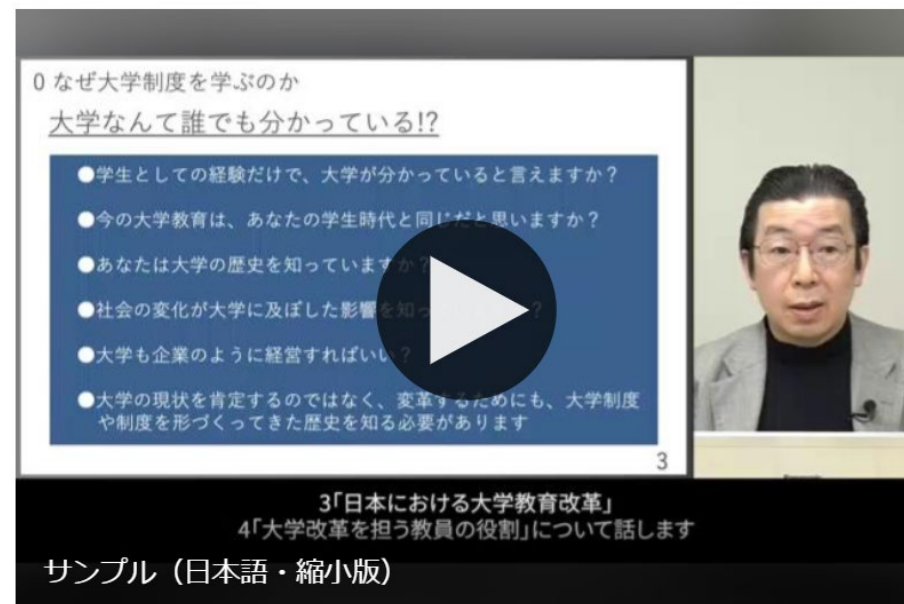 0 なぜ大学制度を学ぶのか
大学なんて誰でも分かっている!?
●学生としての経験だけで、大学が分かっていると言えますか？
●今の大学教育は、あなたの学生時代と同じだと思いますか？
●あなたは大学の歴史を知っていますか？
●社会の変化が大学に及ぼした影響を知っ
●大学も企業のように経営すればいい？
●大学の現状を肯定するのではなく、変革するためにも、大学制度
や制度を形づくってきた歴史を知る必要があります
3
3「日本における大学教育改革」
4「大学改革を担う教員の役割」について話します
サンプル（日本語・縮小版）